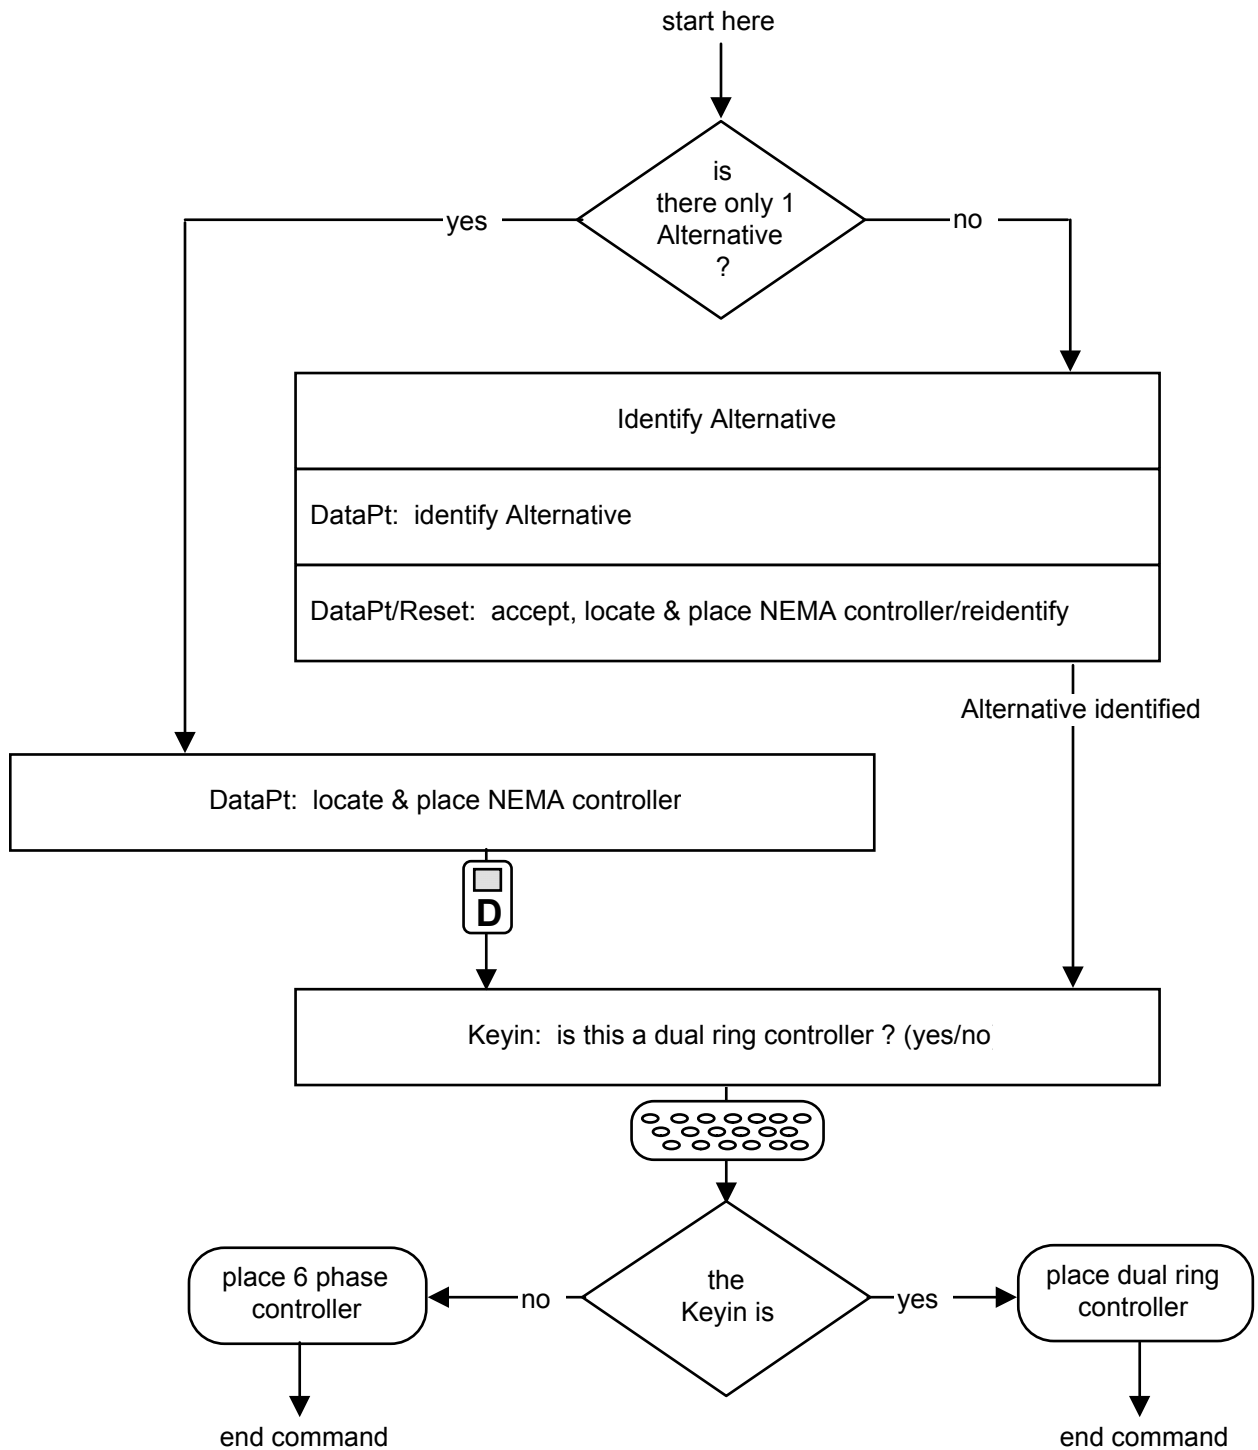 start here
is
there only 1
Alternative
?
yes
no
Identify Alternative
DataPt:  identify Alternative
DataPt/Reset:  accept, locate & place NEMA controller/reidentify
Alternative identified
DataPt:  locate & place NEMA controller
D
Keyin:  is this a dual ring controller ? (yes/no
the
Keyin is
no
yes
place 6 phase
controller
place dual ring
controller
end command
end command